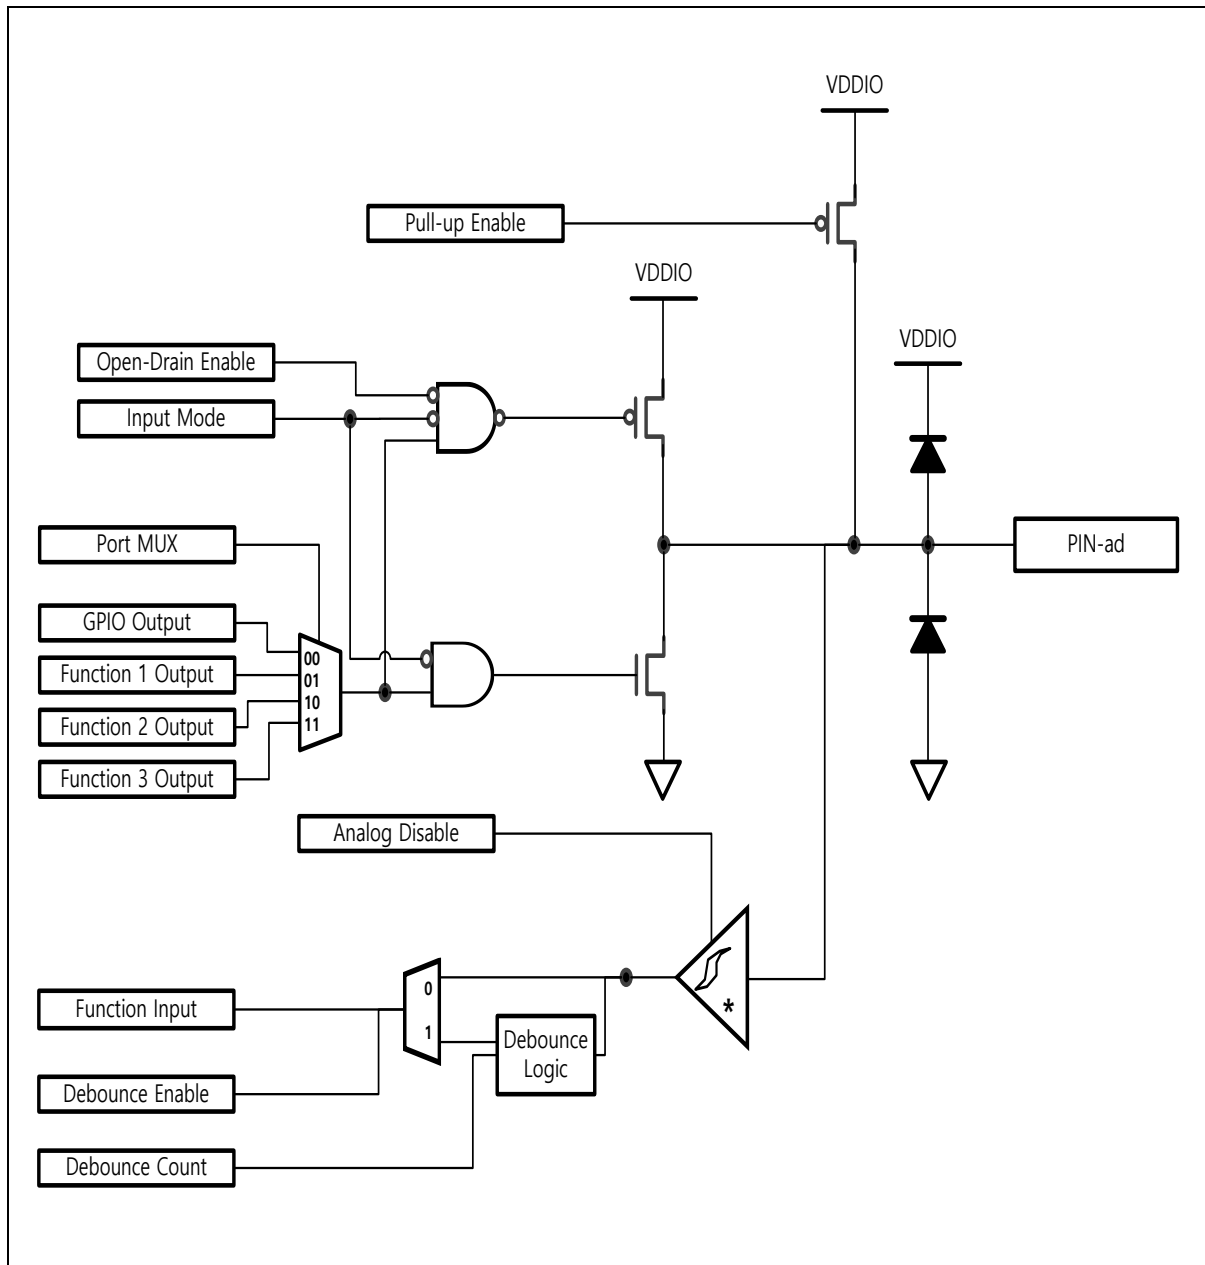 VDDIO
Pull-up Enable
VDDIO
VDDIO
Open-Drain Enable
Input Mode
Port MUX
PIN-ad
GPIO Output
00
Function 1 Output
01
10
Function 2 Output
11
Function 3 Output
Analog Disable
*
0
Function Input
1
Debounce
Logic
Debounce Enable
Debounce Count